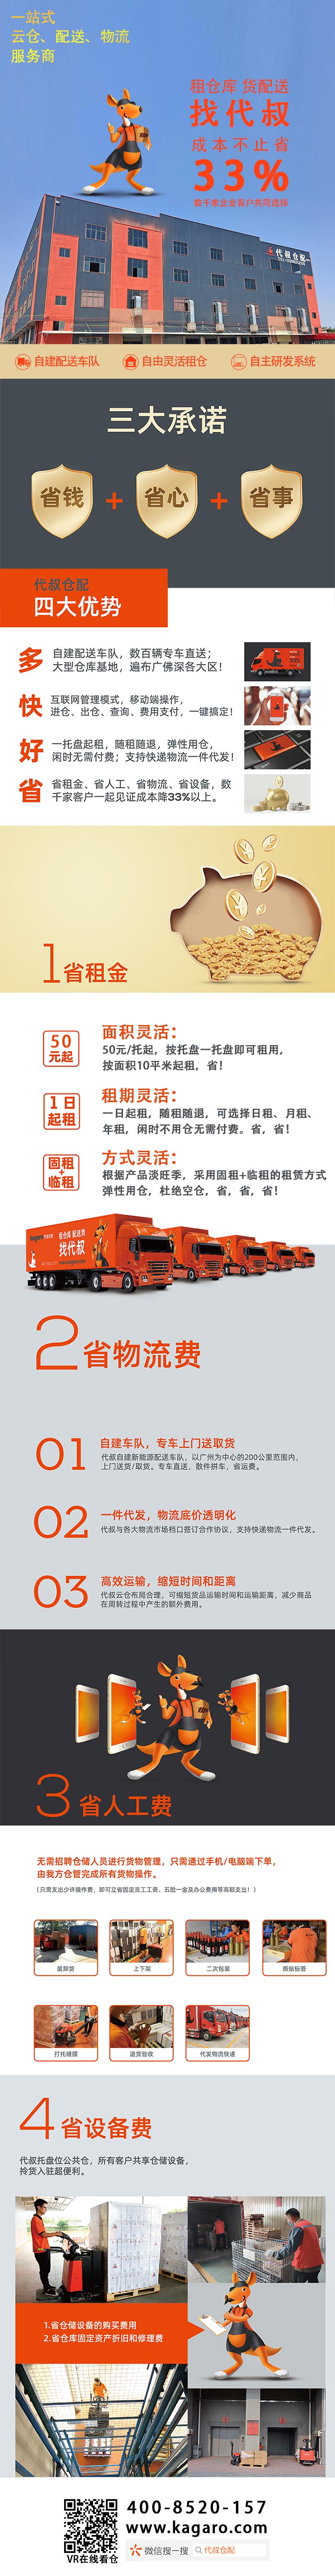 一站式
云仓、配送、物流
服务商
租仓库 货配送
找代叔
成本不止省
33%
数千家企业客户共同选择
代叔仓配
自建配送车队
自由灵活租仓
自主研发系统
三大承诺
省钱 + 省心 + 省事
代叔仓配
四大优势
多
自建配送车队，数百辆专车直送；
大型仓库基地，遍布广佛深各大区！
快
互联网管理模式，移动端操作，
进仓、出仓、查询、费用支付，一键搞定！
好
一托盘起租，随租随退，弹性用仓，
闲时无需付费；支持快递物流一件代发！
省
省租金、省人工、省物流、省设备，数
千家客户一起见证成本降33%以上。
1省租金
50
元起
面积灵活：
50元/托起，按托盘一托盘即可租用，
按面积10平米起租，省！
1日
起租
租期灵活：
一日起租，随租随退，可选择日租、月租、
年租，闲时不用仓无需付费。省，省！
固租
+
临租
方式灵活：
根据产品淡旺季，采用固租+临租的租赁方式
弹性用仓，杜绝空仓，省，省，省！
租仓库 配送货
找代叔
2省物流费
01
自建车队，专车上门送取货
代叔自建新能源配送车队，以广州为中心的200公里范围内，
上门送货/取货。专车直送，散件拼车，省运费。
02
一件代发，物流底价透明化
代叔与各大物流市场档口签订合作协议，支持快递物流一件代发。
03
高效运输，缩短时间和距离
代叔云仓布局合理，可缩短货品运输时间和运输距离，减少商品
在周转过程中产生的额外费用。
3省人工费
无需招聘仓储人员进行货物管理，只需通过手机/电脑端下单，
由我方仓管完成所有货物操作。
（只需支出少许操作费，即可立省固定员工工资、五险一金及办公费用等高额支出！）
装卸货
上下架
二次包装
撕贴标签
打托缠膜
退货验收
代发物流快递
4省设备费
代叔托盘位公共仓，所有客户共享仓储设备，
拎货入驻超便利。
1.省仓储设备的购买费用
2.省仓库固定资产折旧和修理费
VR在线看仓
400-8520-157
www.kagaro.com
微信搜一搜
代叔仓配